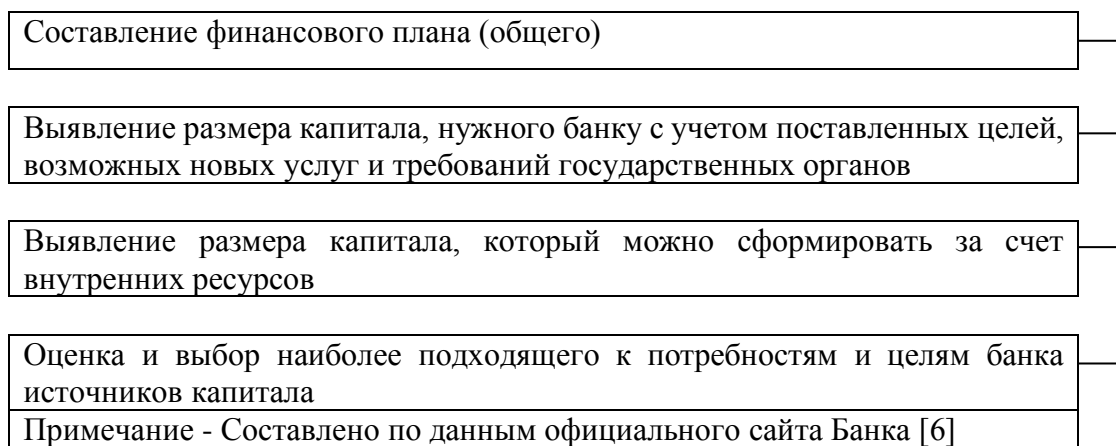 Составление финансового плана (общего)
Выявление размера капитала, нужного банку с учетом поставленных целей,
возможных новых услуг и требований государственных органов
Выявление размера капитала, который можно сформировать за счет
внутренних ресурсов
Оценка и выбор наиболее подходящего к потребностям и целям банка
источников капитала
Примечание - Составлено по данным официального сайта Банка [6]